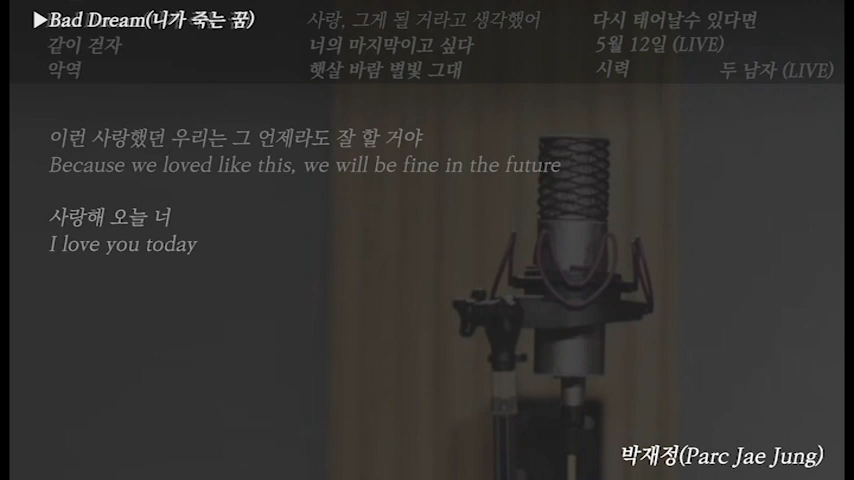 ▶Bad Dream(니가 죽는 꿈)
사랑, 그게 될 거라고 생각했어
다시 태어날수 있다면
같이 걷자
너의 마지막이고 싶다
5월 12일 (LIVE)
악역
햇살 바람 별빛 그대
시력
두 남자 (LIVE)
이런 사랑했던 우리는 그 언제라도 잘 할 거야
Because we loved like this, we will be fine in the future
사랑해 오늘 너
I love you today
박재정(Parc Jae Jung)